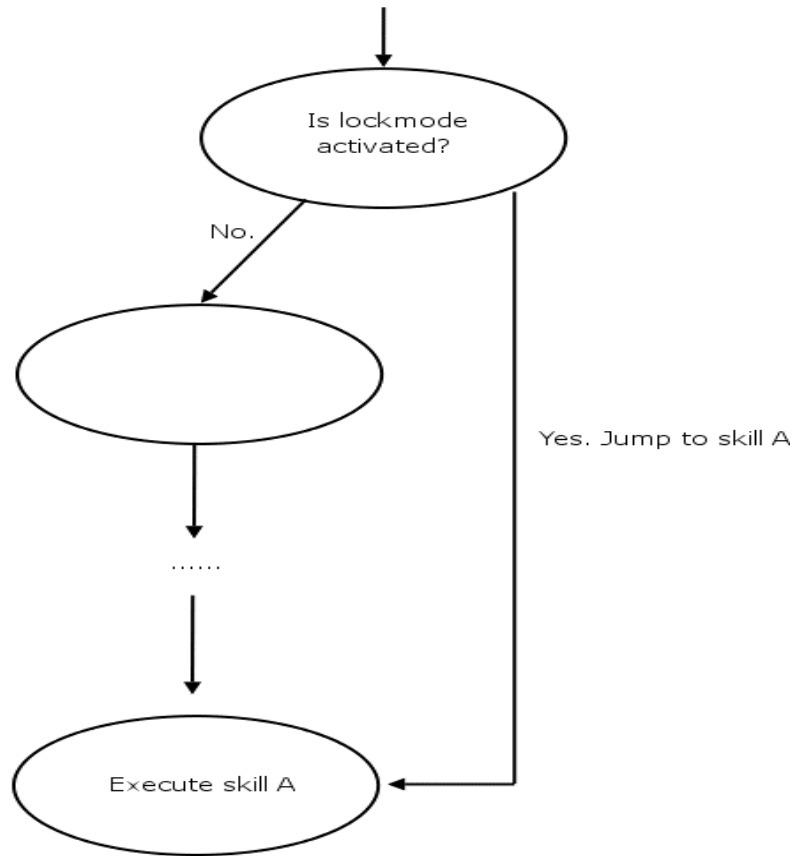 Is lockmode
activated?
No.
Yes. Jump to skill A
......
Execute skill A